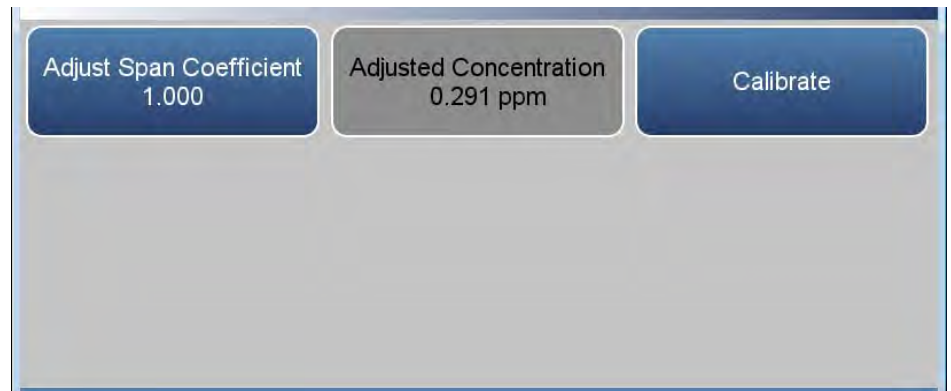 Adjust Span Coefficient
1.000
Adjusted Concentration
0.291 ppm
Calibrate